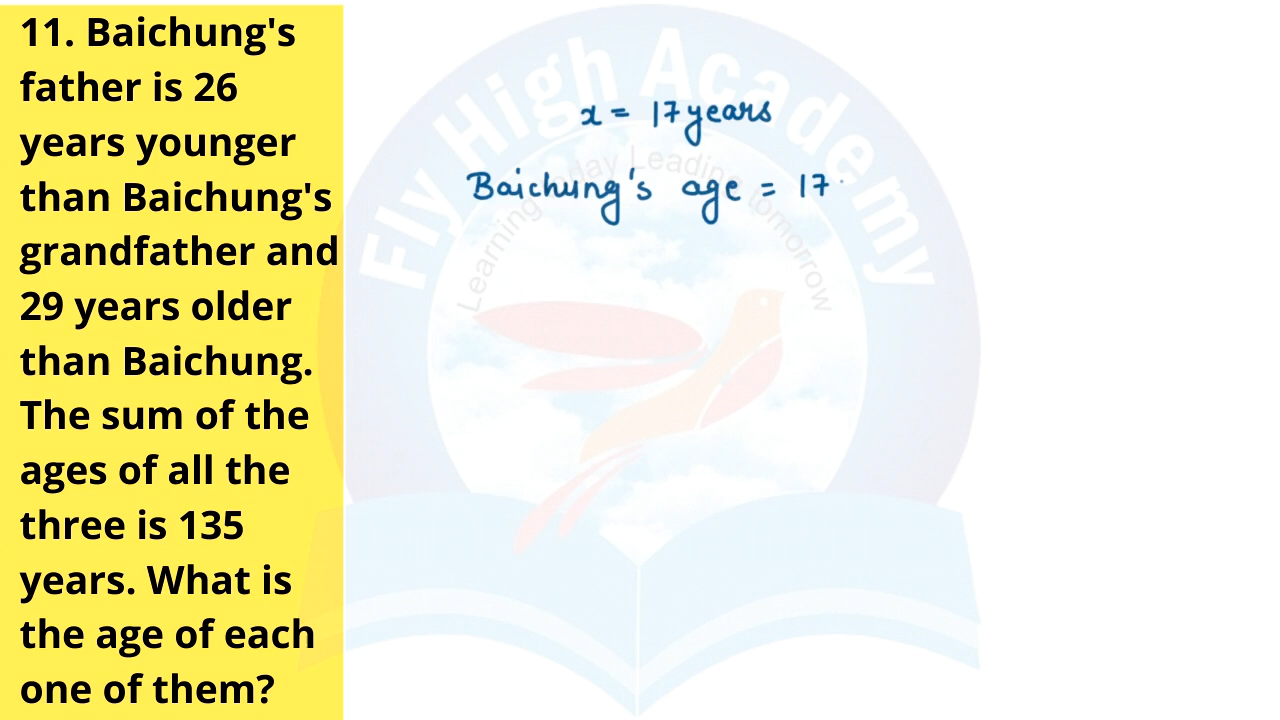 11. Baichung's
father is 26
years younger
than Baichung's
grandfather and
29 years older
than Baichung.
The sum of the
ages of all the
three is 135
years. What is
the age of each
one of them?
Fly High Academy
Learning Today Leading Tomorrow
x = 17 years
Baichung's age = 17